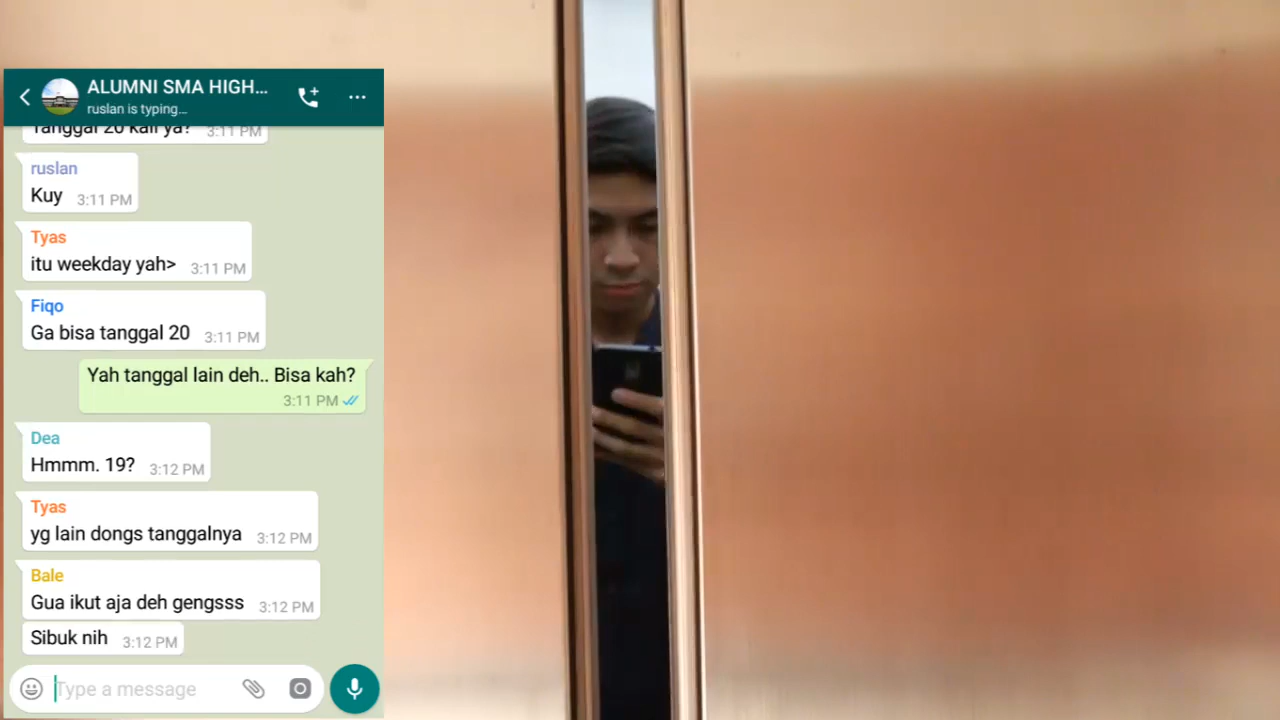 ALUMNI SMA HIGH...
ruslan is typing...
Tanggal 20 kali ya? 3:11 PM
ruslan
Kuy 3:11 PM
Tyas
itu weekday yah> 3:11 PM
Fiqo
Ga bisa tanggal 20 3:11 PM
Yah tanggal lain deh.. Bisa kah?
3:11 PM
Dea
Hmmm. 19? 3:12 PM
Tyas
yg lain dongs tanggalnya 3:12 PM
Bale
Gua ikut aja deh gengsss 3:12 PM
Sibuk nih 3:12 PM
Type a message